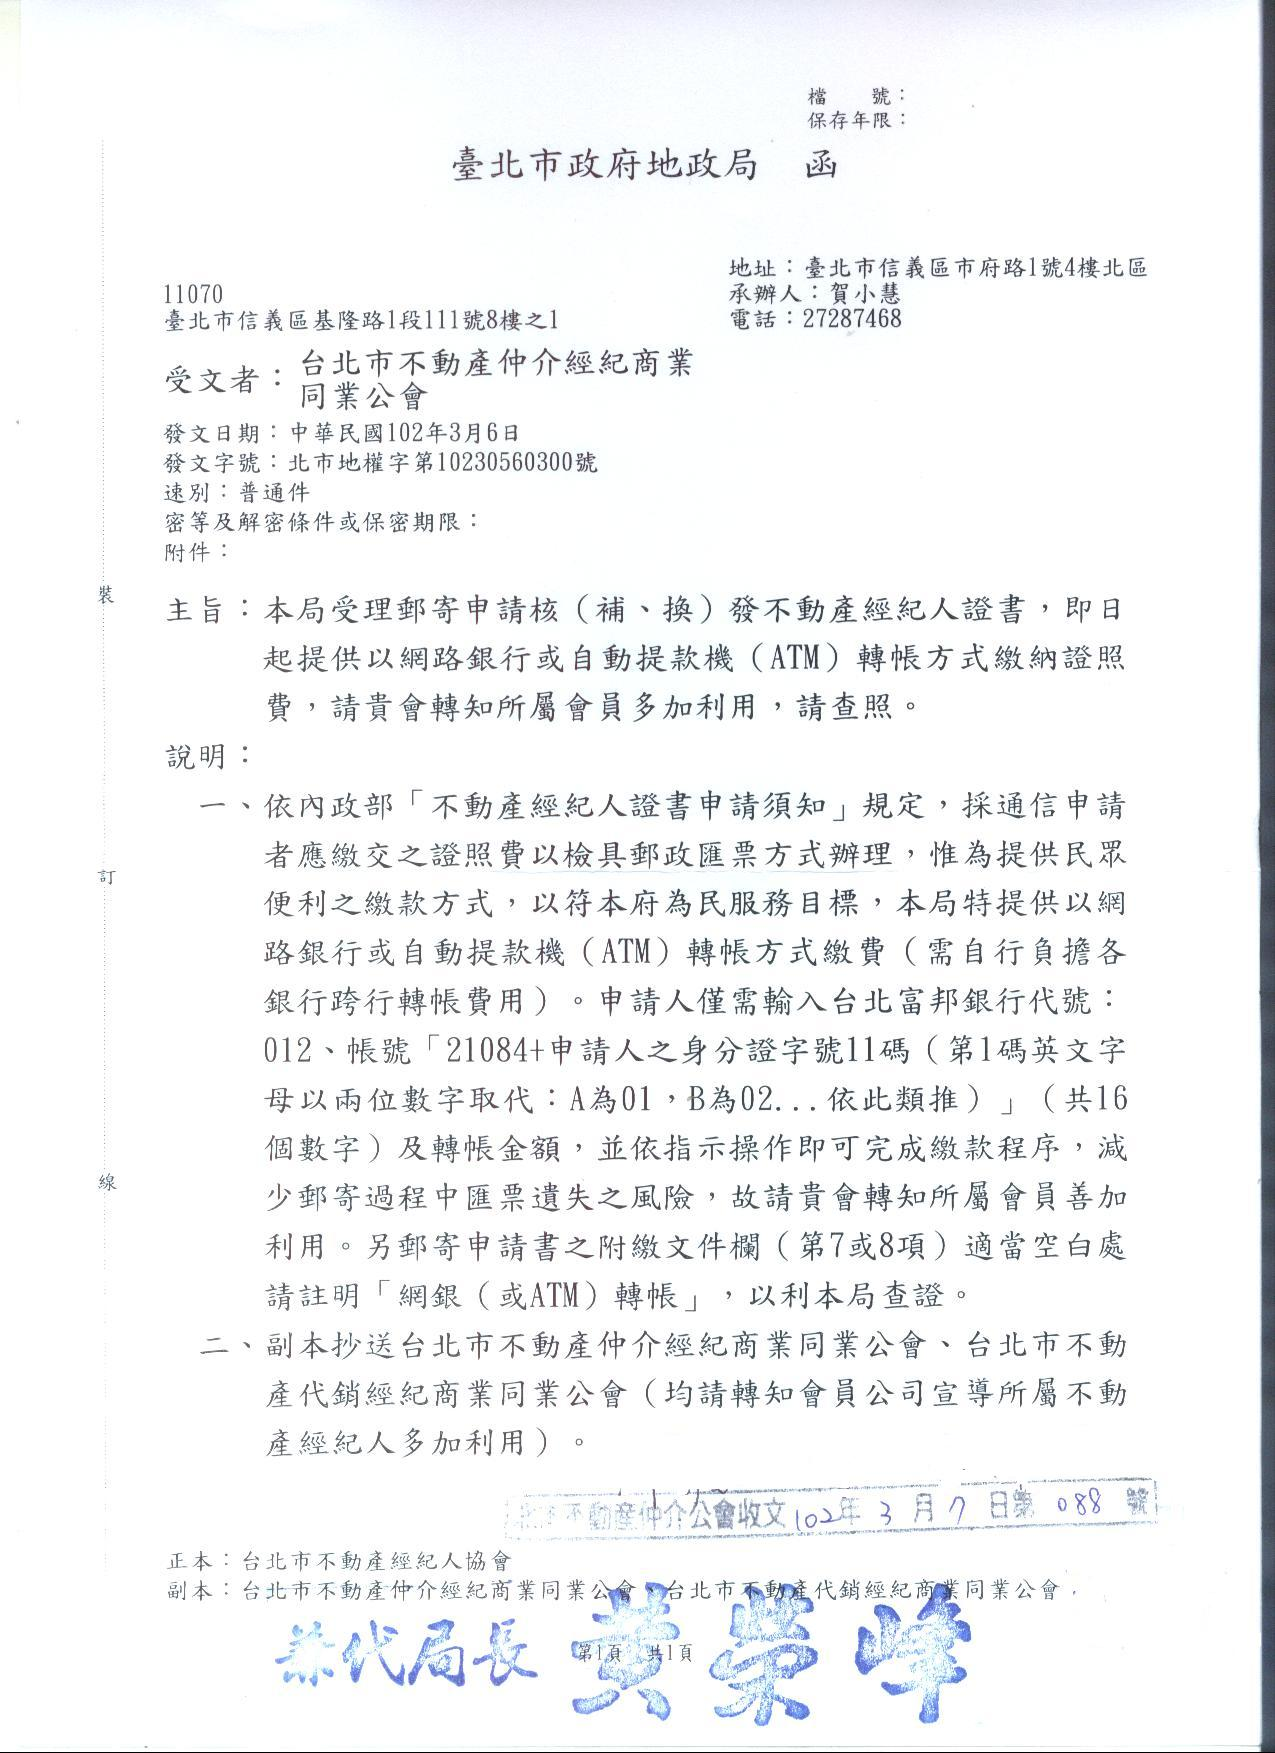 檔　　號：
保存年限：
臺北市政府地政局　函
地址：臺北市信義區市府路1號4樓北區
承辦人：賀小慧
電話：27287468
11070
臺北市信義區基隆路1段111號8樓之1
受文者：台北市不動產仲介經紀商業
同業公會
發文日期：中華民國102年3月6日
發文字號：北市地權字第10230560300號
速別：普通件
密等及解密條件或保密期限：
附件：
主旨：本局受理郵寄申請核（補、換）發不動產經紀人證書，即日
起提供以網路銀行或自動提款機（ATM）轉帳方式繳納證照
費，請貴會轉知所屬會員多加利用，請查照。
說明：
一、依內政部「不動產經紀人證書申請須知」規定，採通信申請
者應繳交之證照費以檢具郵政匯票方式辦理，惟為提供民眾
便利之繳款方式，以符本府為民服務目標，本局特提供以網
路銀行或自動提款機（ATM）轉帳方式繳費（需自行負擔各
銀行跨行轉帳費用）。申請人僅需輸入台北富邦銀行代號：
012、帳號「21084+申請人之身分證字號11碼（第1碼英文字
母以兩位數字取代：A為01，B為02...依此類推）」（共16
個數字）及轉帳金額，並依指示操作即可完成繳款程序，減
少郵寄過程中匯票遺失之風險，故請貴會轉知所屬會員善加
利用。另郵寄申請書之附繳文件欄（第7或8項）適當空白處
請註明「網銀（或ATM）轉帳」，以利本局查證。
二、副本抄送台北市不動產仲介經紀商業同業公會、台北市不動
產代銷經紀商業同業公會（均請轉知會員公司宣導所屬不動
產經紀人多加利用）。
北市不動產仲介公會收文102年3月7日第088號
正本：台北市不動產經紀人協會
副本：台北市不動產仲介經紀商業同業公會、台北市不動產代銷經紀商業同業公會
兼代局長 黃榮峰
第1頁　共1頁
裝
訂
線